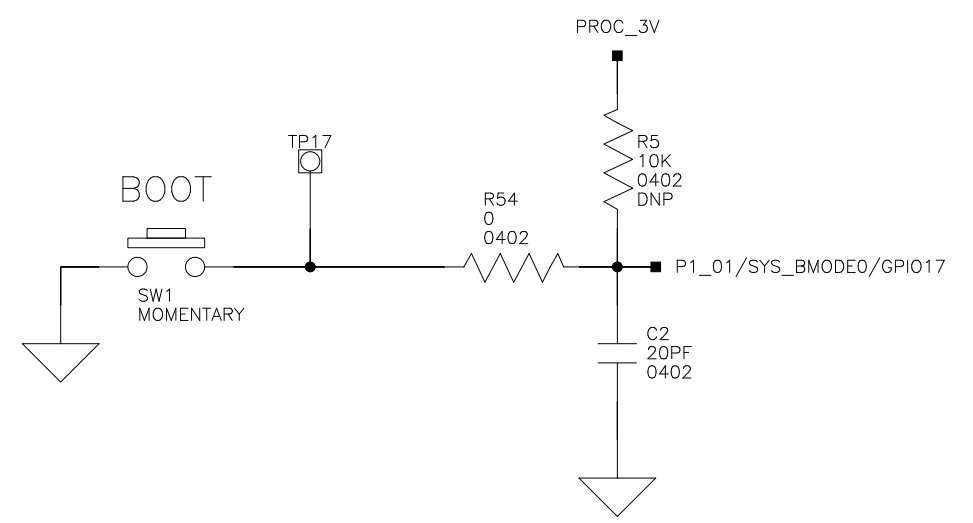 PROC_3V
TP17
R5
10K
0402
DNP
BOOT
R54
0
0402
P1_01/SYS_BMODE0/GPIO17
SW1
MOMENTARY
C2
20PF
0402